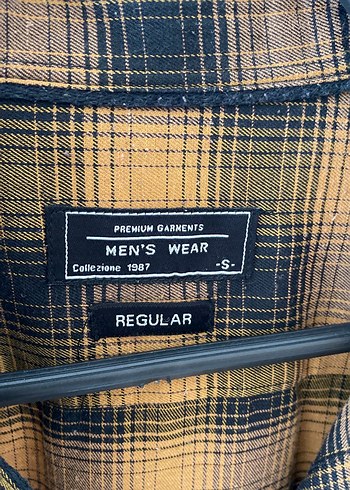 PREMIUM GARMENTS
MEN'S WEAR
Collezione 1987 -S-
REGULAR